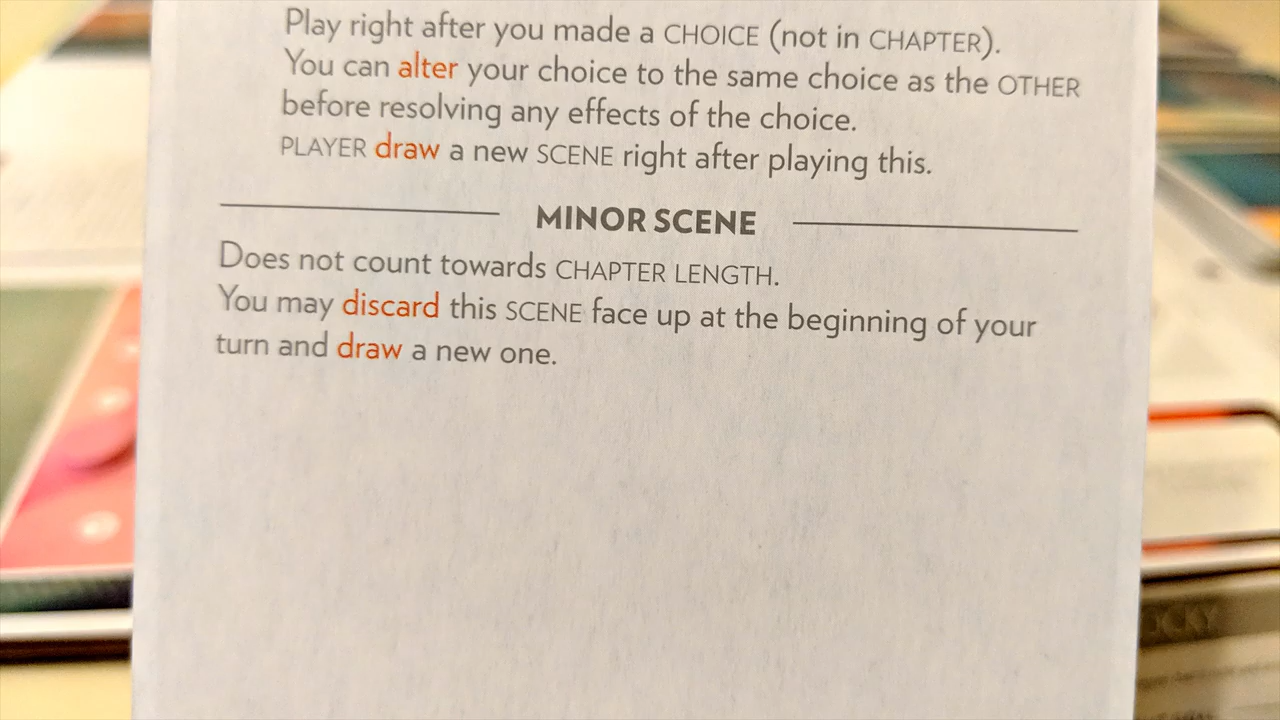 Play right after you made a CHOICE (not in CHAPTER).
You can alter your choice to the same choice as the OTHER
before resolving any effects of the choice.
PLAYER draw a new SCENE right after playing this.
MINOR SCENE
Does not count towards CHAPTER LENGTH.
You may discard this SCENE face up at the beginning of your
turn and draw a new one.